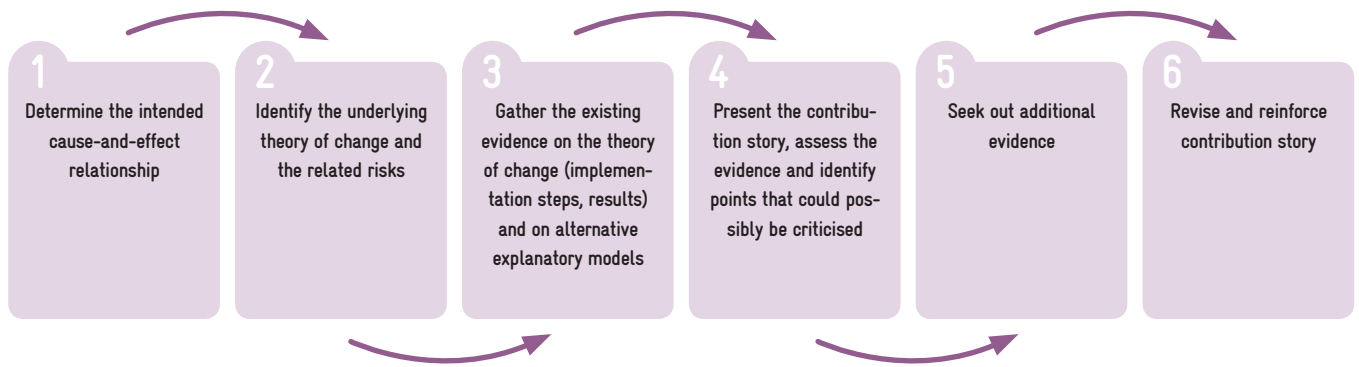 1
Determine the intended
cause-and-effect
relationship
2
Identify the underlying
theory of change and
the related risks
3
Gather the existing
evidence on the theory
of change (implemen-
tation steps, results)
and on alternative
explanatory models
4
Present the contribu-
tion story, assess the
evidence and identify
points that could pos-
sibly be criticised
5
Seek out additional
evidence
6
Revise and reinforce
contribution story